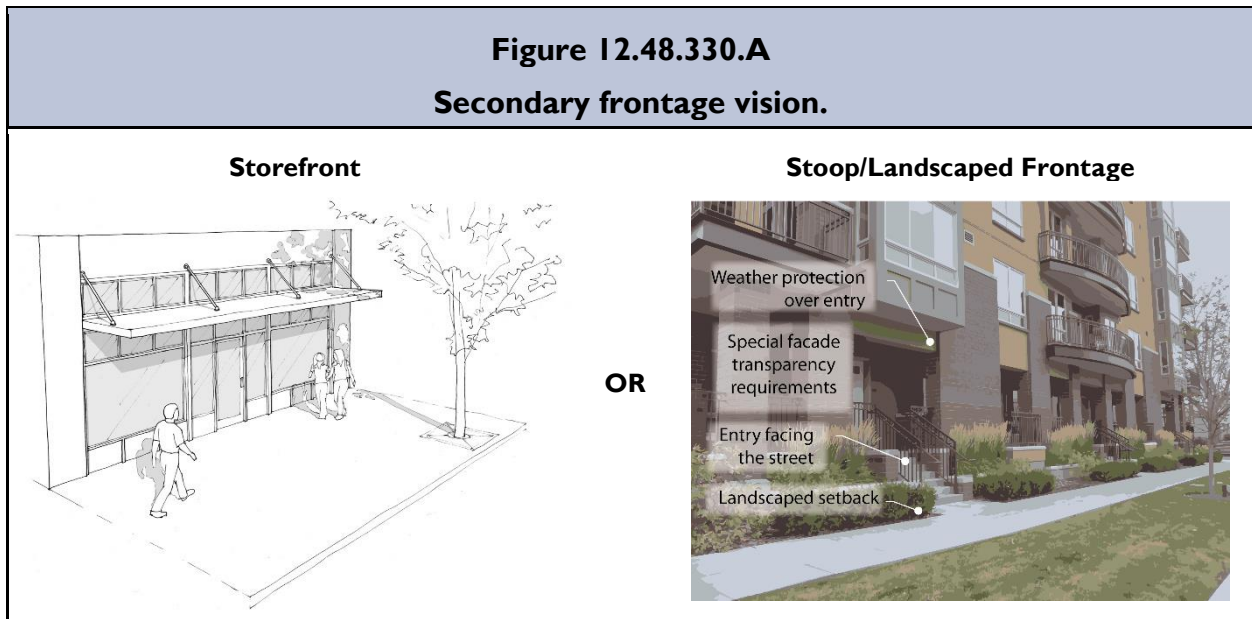 Figure 12.48.330.A
Secondary frontage vision.
Storefront
OR
Stoop/Landscaped Frontage
Weather protection
over entry
Special facade
transparency
requirements
Entry facing
the street
Landscaped setback